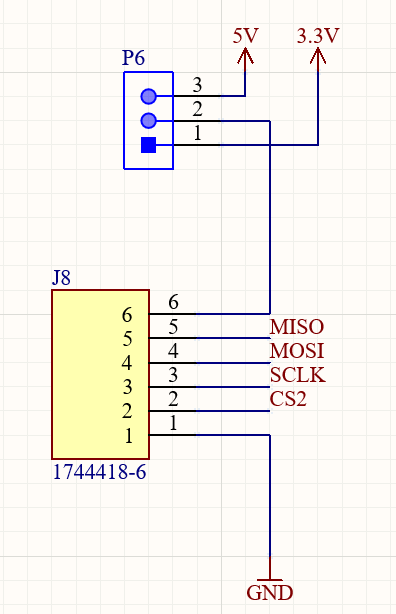 5V 3.3V
P6
3
2
1
J8
6 6
5 5 MISO
4 4 MOSI
3 3 SCLK
2 2 CS2
1 1
1744418-6
GND